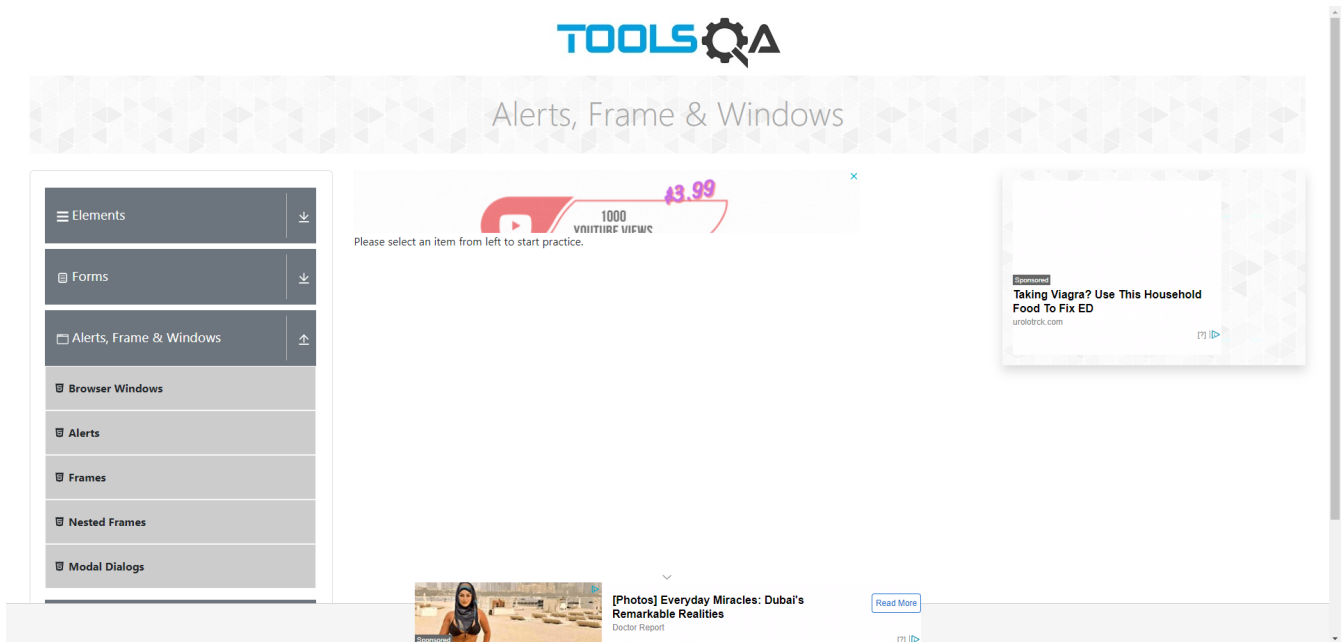 TOOLSQA
Alerts, Frame & Windows
Elements
Forms
Alerts, Frame & Windows
Browser Windows
Alerts
Frames
Nested Frames
Modal Dialogs
$3.99
1000
YOUTUBE VIEWS
Please select an item from left to start practice.
Sponsored
Taking Viagra? Use This Household
Food To Fix ED
urolotrck.com
[?]
Sponsored
[Photos] Everyday Miracles: Dubai's
Remarkable Realities
Doctor Report
Read More
[?]